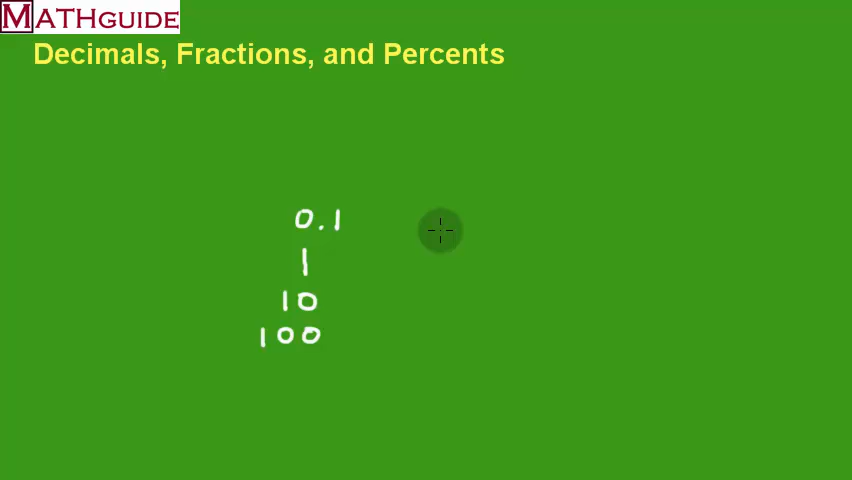 MATHGUIDE
Decimals, Fractions, and Percents
0.1
1
10
100